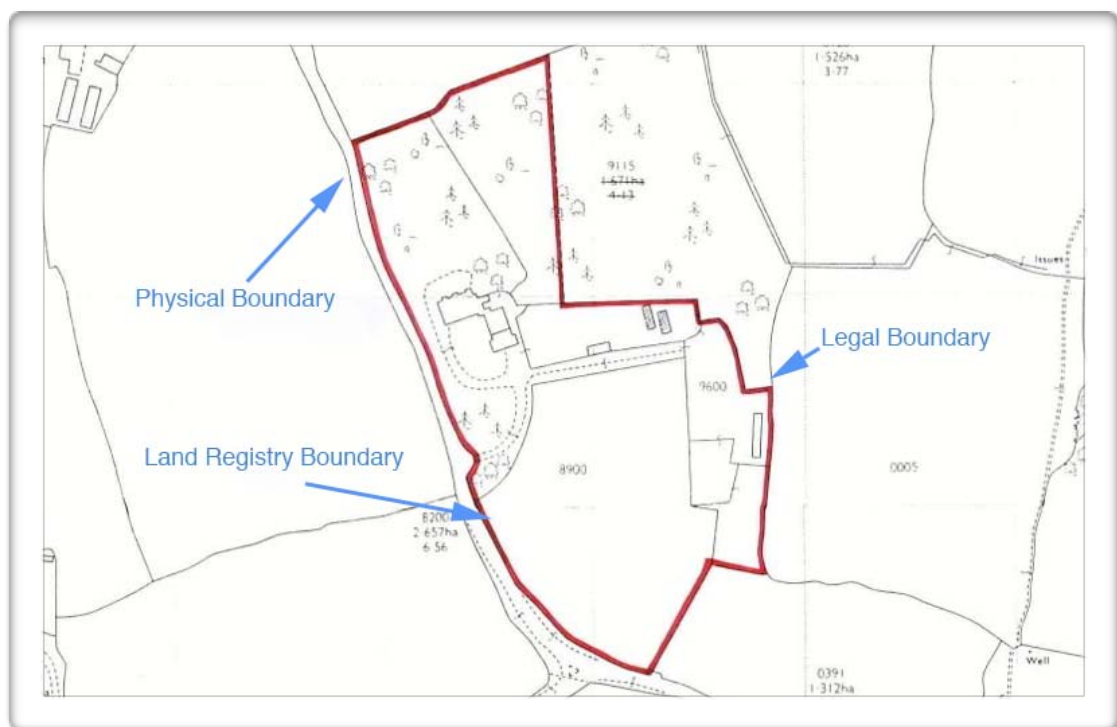 1·526ha
3·77
9115
1·671ha
4·13
Issues
Physical Boundary
Legal Boundary
9600
Land Registry Boundary
8900
0005
8200
2·657ha
6·56
Well
0391
1·312ha